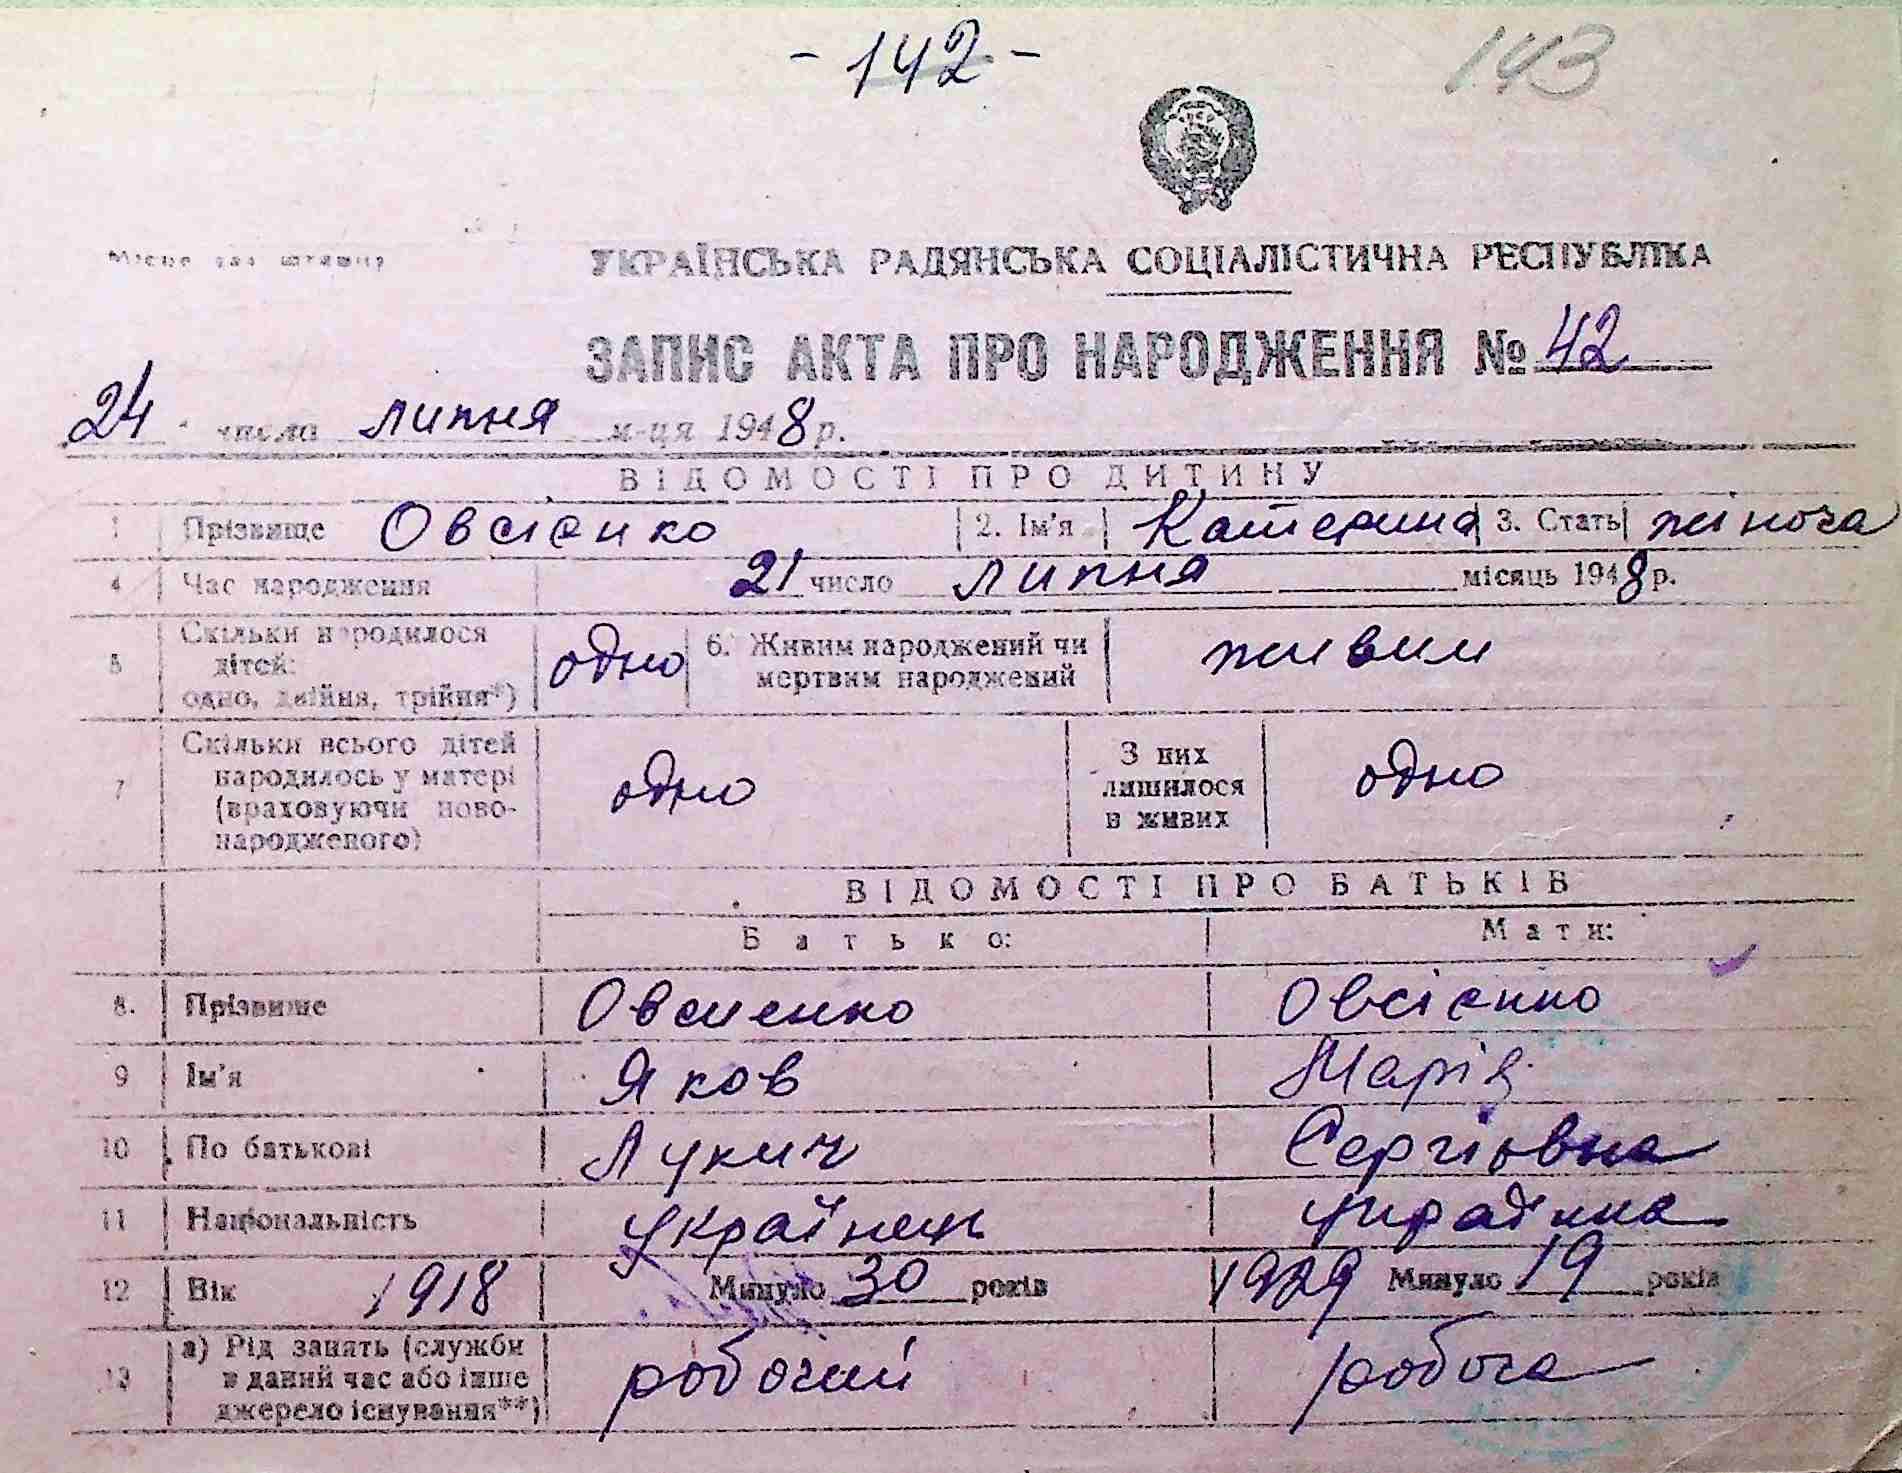 - 142 -
143
Місце для штампу
УКРАЇНСЬКА РАДЯНСЬКА СОЦІАЛІСТИЧНА РЕСПУБЛІКА
ЗАПИС АКТА ПРО НАРОДЖЕННЯ № 42
24 числа липня м-ця 1948 р.
ВІДОМОСТІ ПРО ДИТИНУ
1 Прізвище Овсієнко 2. Ім'я Катерина 3. Стать жіноча
4 Час народження 21 число липня місяць 1948 р.
5 Скільки народилося дітей: одно, двійня, трійня*) одно 6. Живим народжений чи мертвим народжений живим
7 Скільки всього дітей народилось у матері (враховуючи новонародженого) одно З них лишилося в живих одно
ВІДОМОСТІ ПРО БАТЬКІВ
Батько: Мати:
8. Прізвище Овсиенко Овсієнко
9 Ім'я Яков Марія
10 По батькові Лукич Сергіовна
11 Національність українець українка
12 Вік 1918 Минуло 30 років 1929 Минуло 19 років
13 а) Рід занять (служби в даний час або інше джерело існування**) робочий робоча